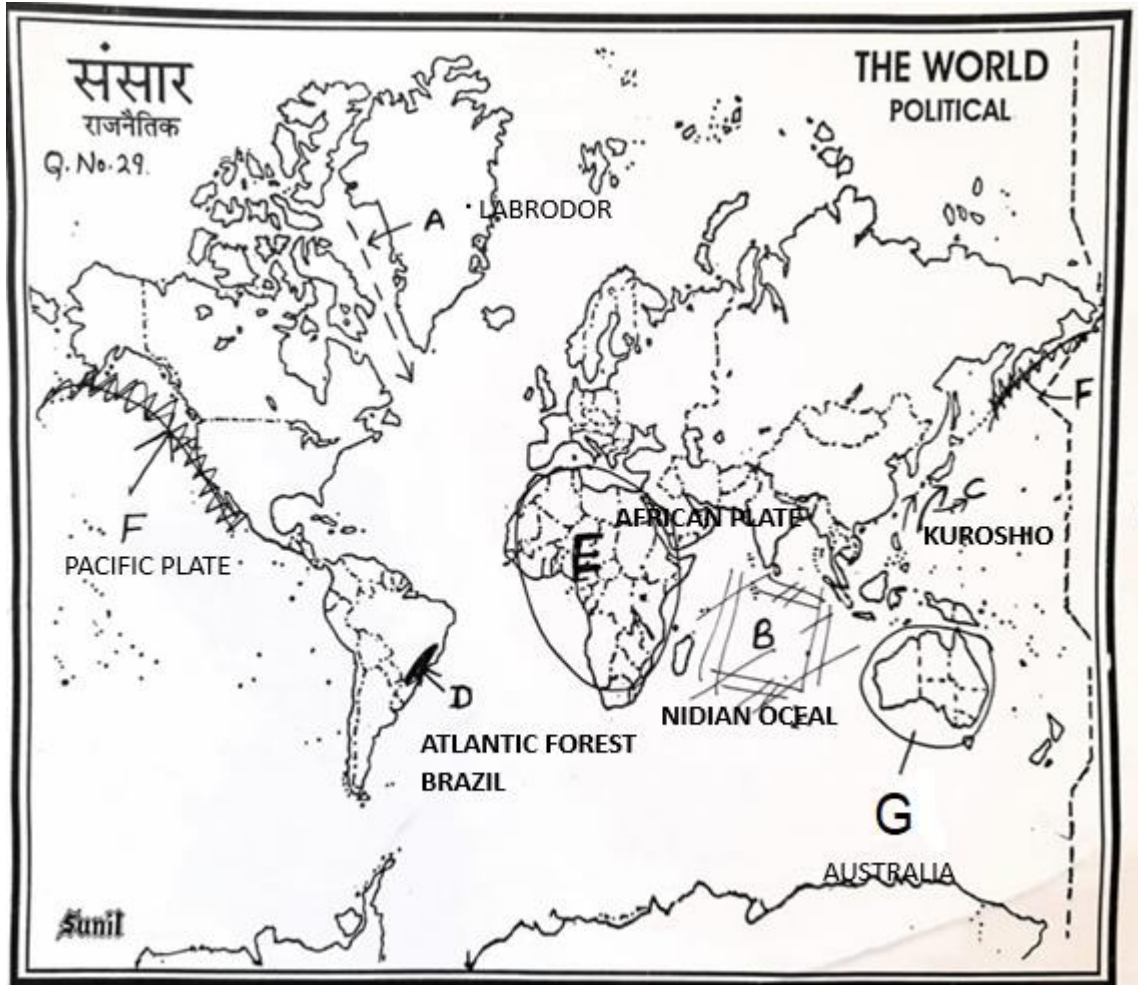 संसार
राजनैतिक
Q. No. 29.
THE WORLD
POLITICAL
A
LABRODOR
F
F
PACIFIC PLATE
AFRICAN PLATE
E
C
KUROSHIO
B
D
NIDIAN OCEAL
ATLANTIC FOREST
BRAZIL
G
AUSTRALIA
Sunil